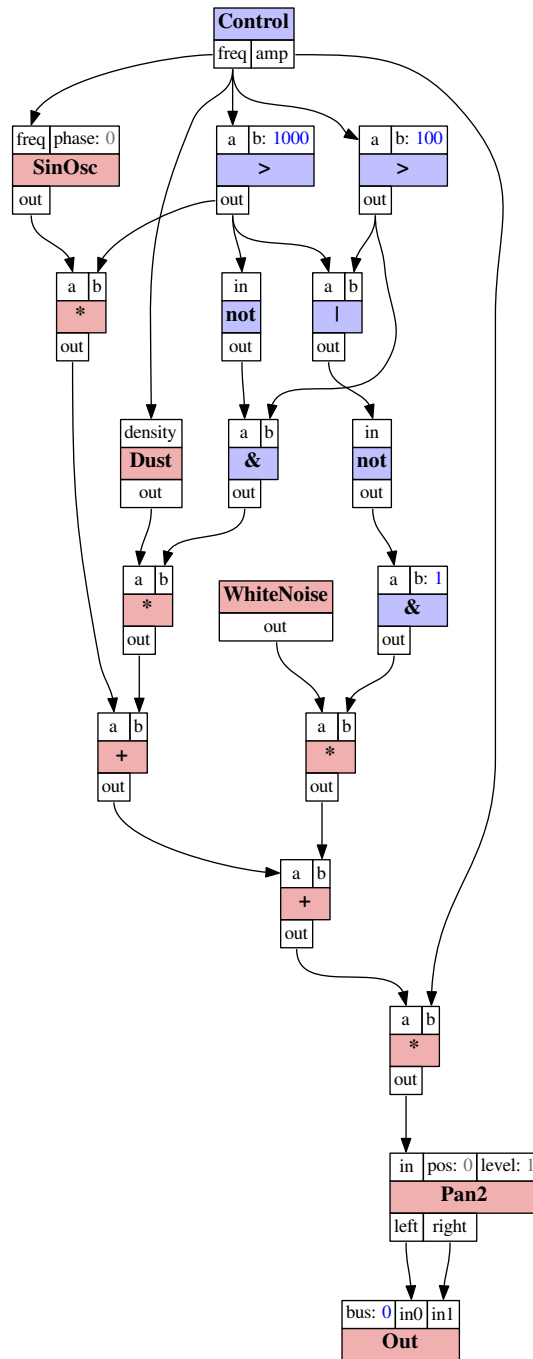 Control
freq amp
freq phase: 0
SinOsc
out
a b: 1000
>
out
a b: 100
>
out
a b
*
out
in
not
out
a b
|
out
density
Dust
out
a b
&
out
in
not
out
a b
*
out
WhiteNoise
out
a b: 1
&
out
a b
+
out
a b
*
out
a b
+
out
a b
*
out
in pos: 0 level: 1
Pan2
left right
bus: 0 in0 in1
Out